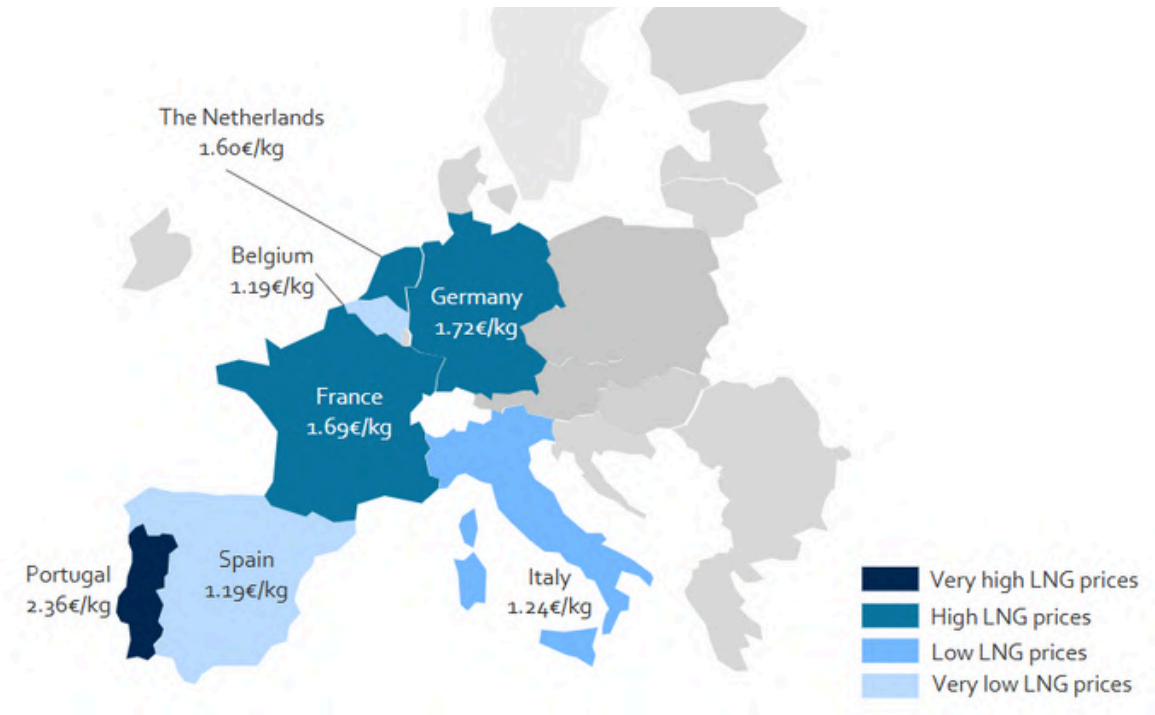 The Netherlands
1.60€/kg
Belgium
1.19€/kg
Germany
1.72€/kg
France
1.69€/kg
Spain
1.19€/kg
Portugal
2.36€/kg
Italy
1.24€/kg
Very high LNG prices
High LNG prices
Low LNG prices
Very low LNG prices